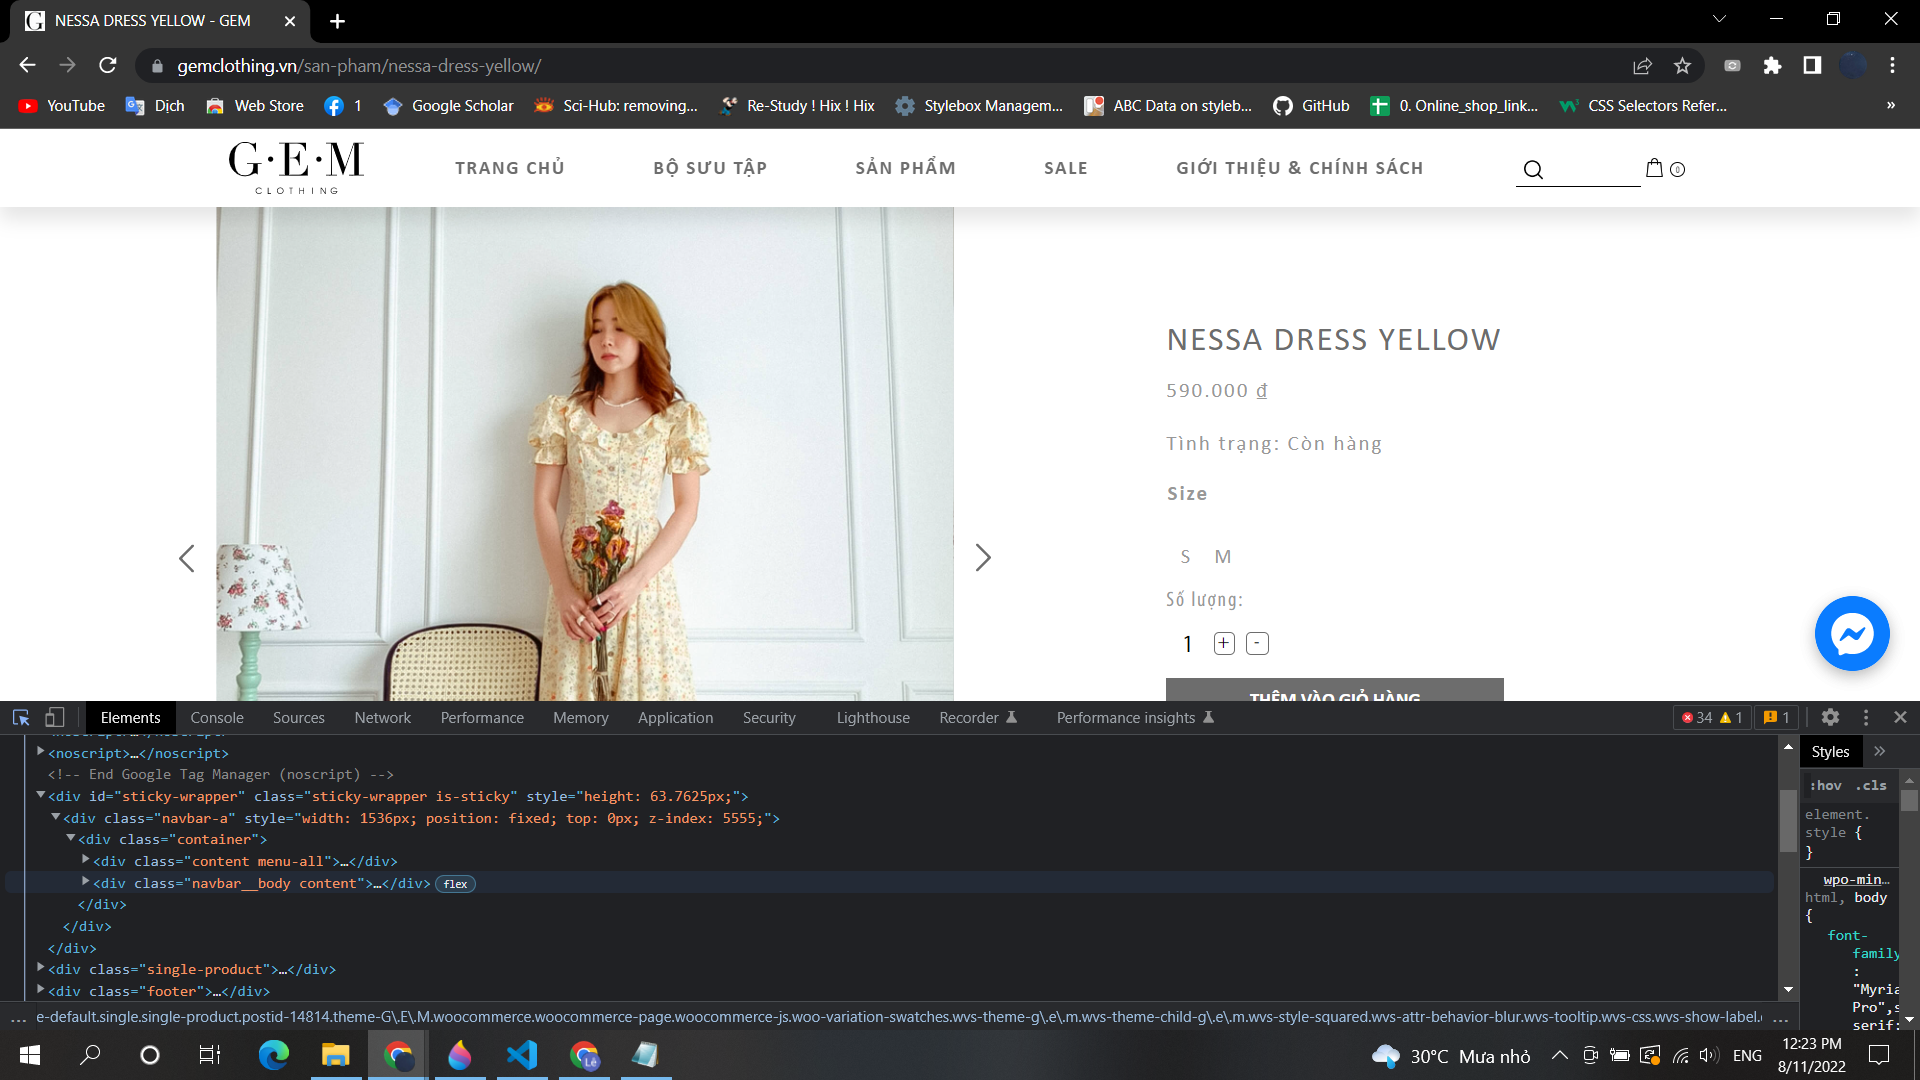 NESSA DRESS YELLOW - GEM
gemclothing.vn/san-pham/nessa-dress-yellow/
YouTube Dịch Web Store 1 Google Scholar Sci-Hub: removing... Re-Study ! Hix ! Hix Stylebox Managem... ABC Data on styleb... GitHub 0. Online_shop_link... CSS Selectors Refer... »
G·E·M
CLOTHING
TRANG CHỦ BỘ SƯU TẬP SẢN PHẨM SALE GIỚI THIỆU & CHÍNH SÁCH 0
NESSA DRESS YELLOW
590.000 ₫
Tình trạng: Còn hàng
Size
S M
Số lượng:
1 + -
THÊM VÀO GIỎ HÀNG
Elements Console Sources Network Performance Memory Application Security Lighthouse Recorder Performance insights 34 1 1
<noscript>…</noscript>
<!-- End Google Tag Manager (noscript) -->
<div id="sticky-wrapper" class="sticky-wrapper is-sticky" style="height: 63.7625px;">
<div class="navbar-a" style="width: 1536px; position: fixed; top: 0px; z-index: 5555;">
<div class="container">
<div class="content menu-all">…</div>
<div class="navbar__body content">…</div> flex
</div>
</div>
</div>
<div class="single-product">…</div>
<div class="footer">…</div>
... e-default.single.single-product.postid-14814.theme-G\.E\.M.woocommerce.woocommerce-page.woocommerce-js.woo-variation-swatches.wvs-theme-g\.e\.m.wvs-theme-child-g\.e\.m.wvs-style-squared.wvs-attr-behavior-blur.wvs-tooltip.wvs-css.wvs-show-label. ...
Styles »
:hov .cls
element.
style {
}
wpo-min…
html, body
{
font-
family
:
"Myria
Pro",s
serif;
30°C Mưa nhỏ ENG
12:23 PM
8/11/2022